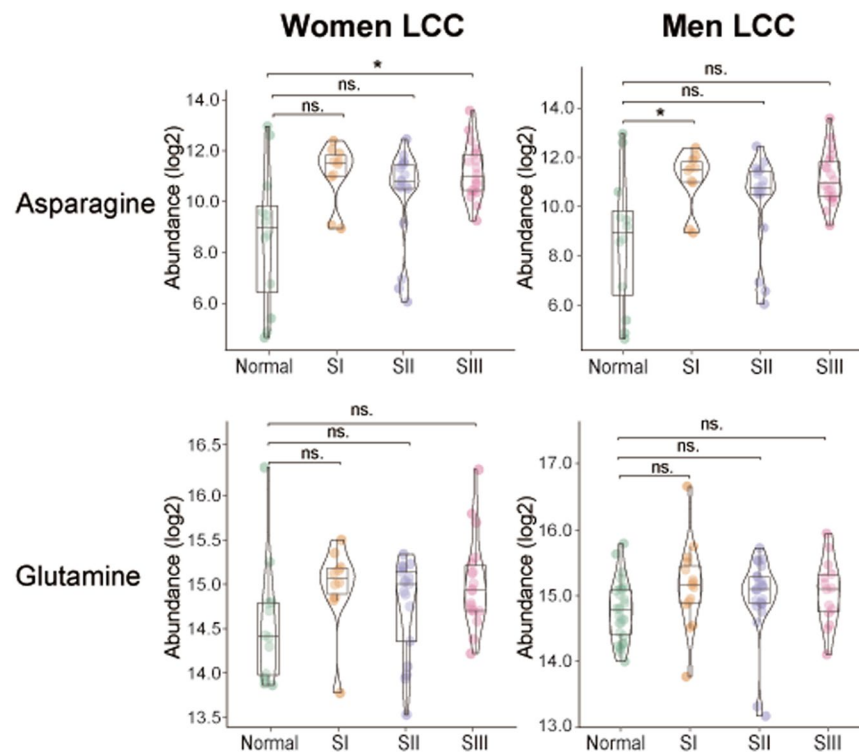 Women LCC
Men LCC
Asparagine
Abundance (log2)
14.0
12.0
10.0
8.0
6.0
*
ns.
ns.
Normal
SI
SII
SIII
Abundance (log2)
14.0
12.0
10.0
8.0
6.0
ns.
ns.
*
Normal
SI
SII
SIII
Glutamine
Abundance (log2)
16.5
16.0
15.5
15.0
14.5
14.0
13.5
ns.
ns.
ns.
Normal
SI
SII
SIII
Abundance (log2)
17.0
16.0
15.0
14.0
13.0
ns.
ns.
ns.
Normal
SI
SII
SIII